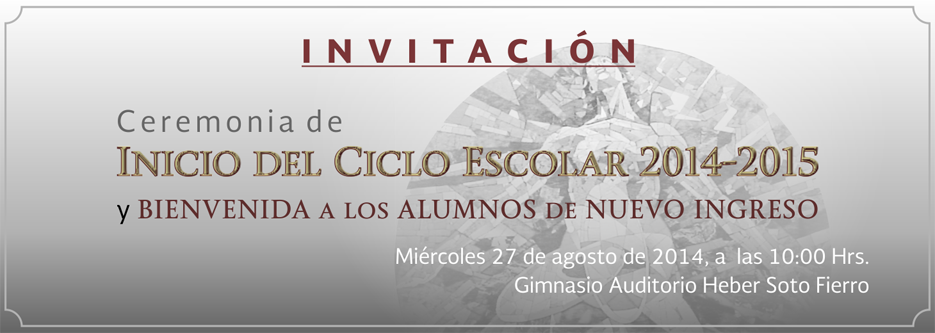 INVITACIÓN
Ceremonia de
INICIO DEL CICLO ESCOLAR 2014-2015
y BIENVENIDA A LOS ALUMNOS DE NUEVO INGRESO
Miércoles 27 de agosto de 2014, a las 10:00 Hrs.
Gimnasio Auditorio Heber Soto Fierro